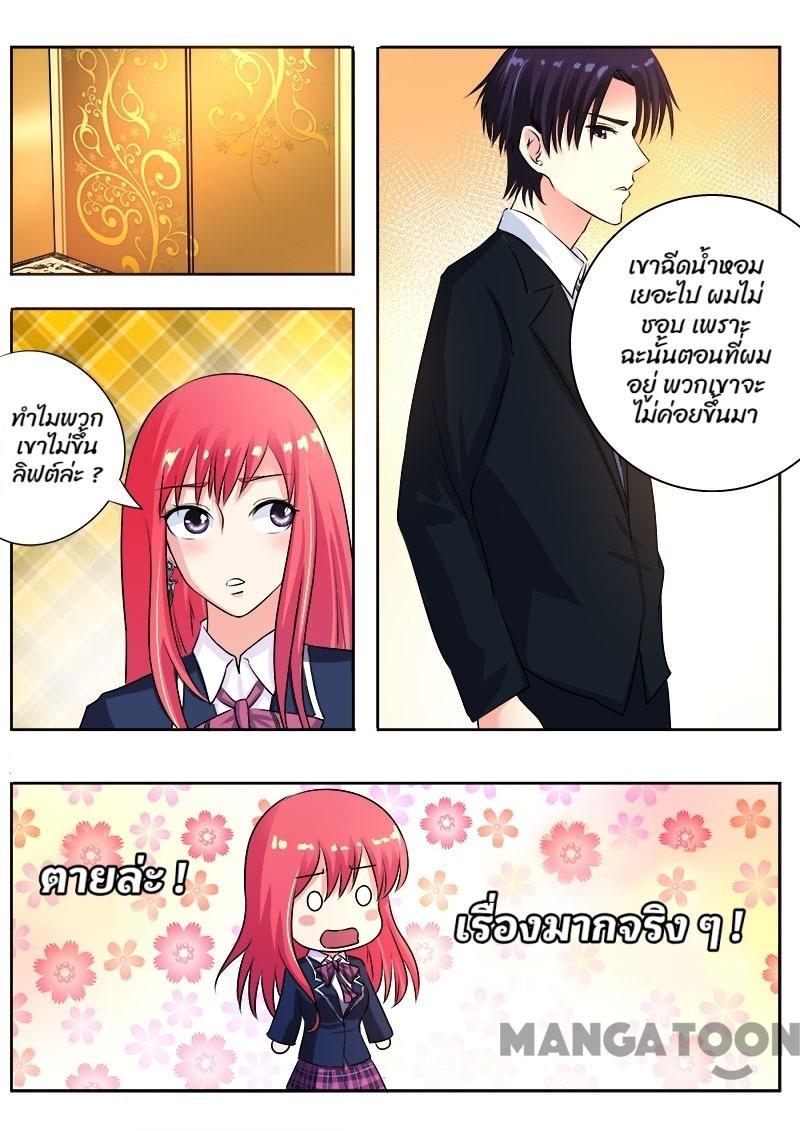 ทำไมพวก
เขาไม่ขึ้น
ลิฟต์ล่ะ ?
เขาฉีดน้ำหอม
เยอะไป ผมไม่
ชอบ เพราะ
ฉะนั้นตอนที่ผม
อยู่ พวกเขาจะ
ไม่ค่อยขึ้นมา
ตายล่ะ !
เรื่องมากจริง ๆ !
MANGATOON